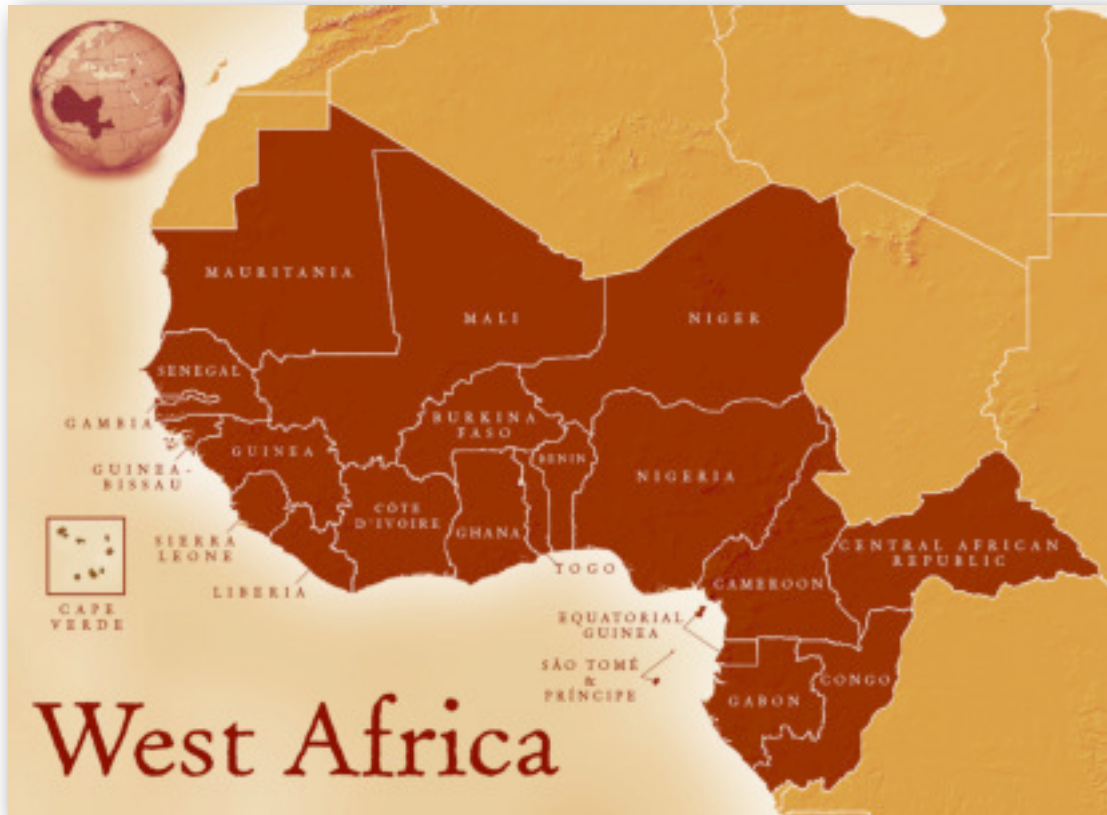 MAURITANIA
MALI
NIGER
SENEGAL
GAMBIA
BURKINA
FASO
GUINEA
GUINEA-
BISSAU
BENIN
NIGERIA
CÔTE
D'IVOIRE
GHANA
SIERRA
LEONE
LIBERIA
TOGO
CENTRAL AFRICAN
REPUBLIC
CAMEROON
CAPE
VERDE
EQUATORIAL
GUINEA
SÃO TOMÉ
&
PRÍNCIPE
GABON
CONGO
West Africa